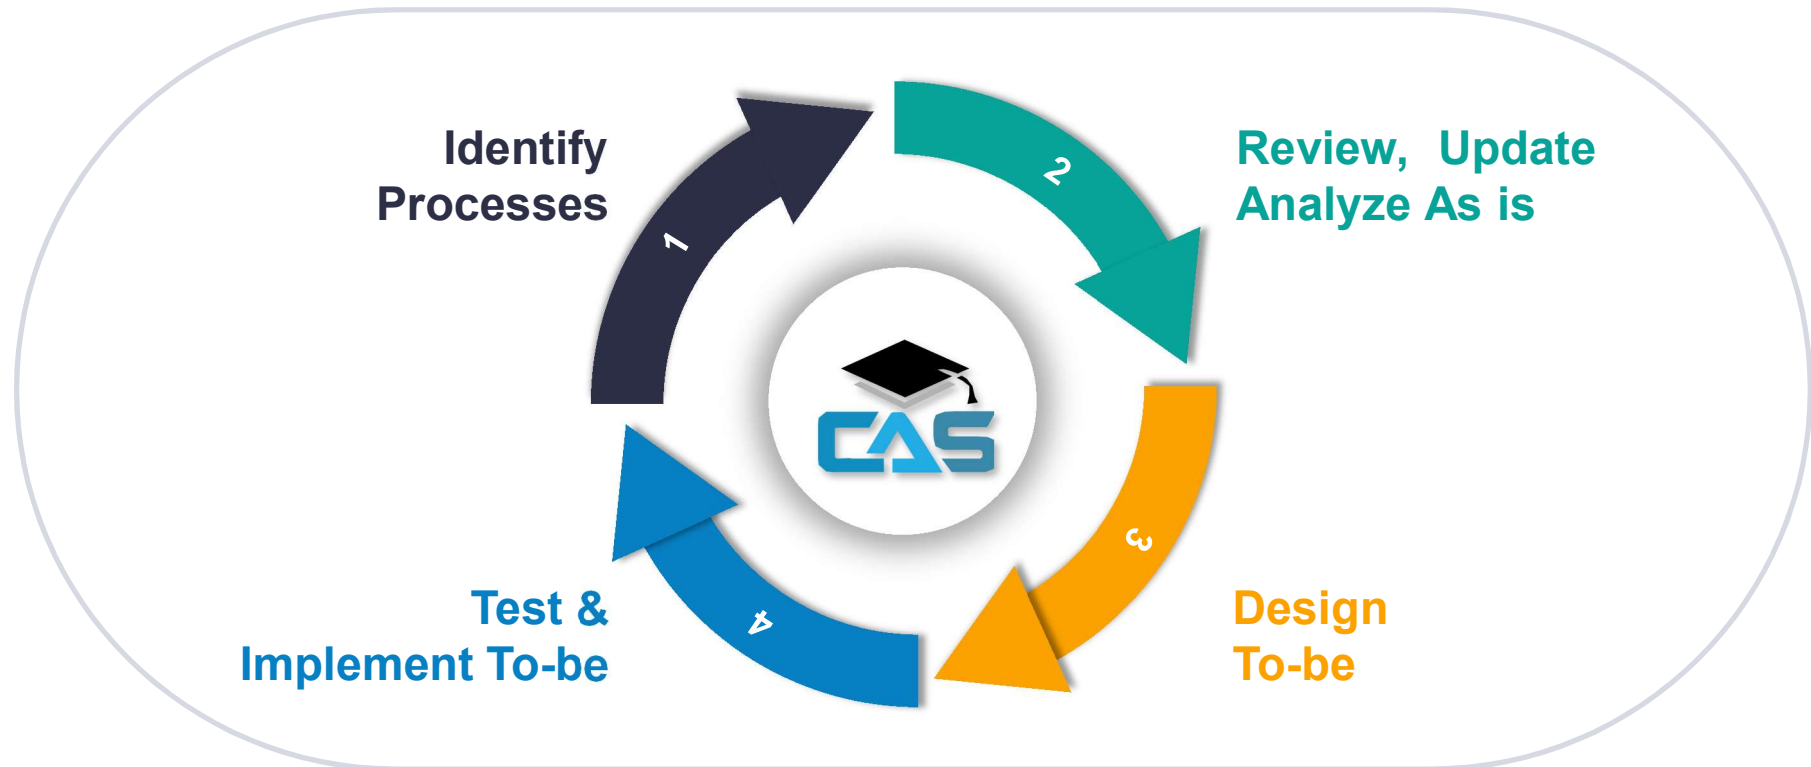 Identify
Processes
1
2
Review, Update
Analyze As is
CAS
3
Design
To-be
4
Test &
Implement To-be